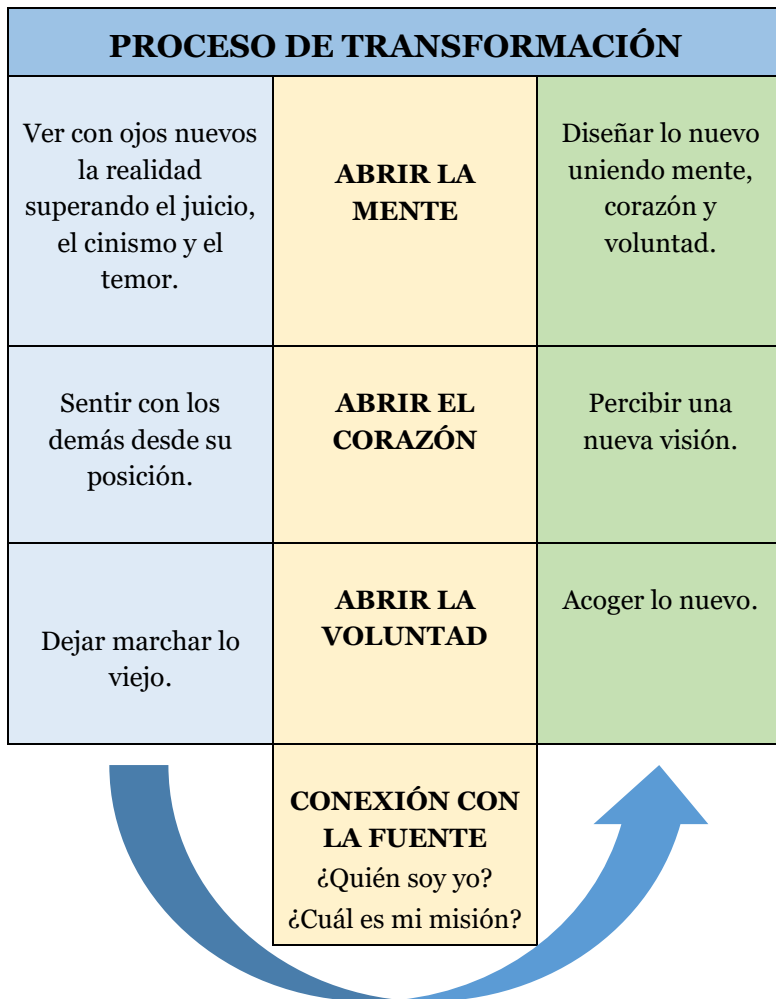 PROCESO DE TRANSFORMACIÓN
Ver con ojos nuevos
la realidad
superando el juicio,
el cinismo y el
temor.
ABRIR LA
MENTE
Diseñar lo nuevo
uniendo mente,
corazón y
voluntad.
Sentir con los
demás desde su
posición.
ABRIR EL
CORAZÓN
Percibir una
nueva visión.
Dejar marchar lo
viejo.
ABRIR LA
VOLUNTAD
Acoger lo nuevo.
CONEXIÓN CON
LA FUENTE
¿Quién soy yo?
¿Cuál es mi misión?